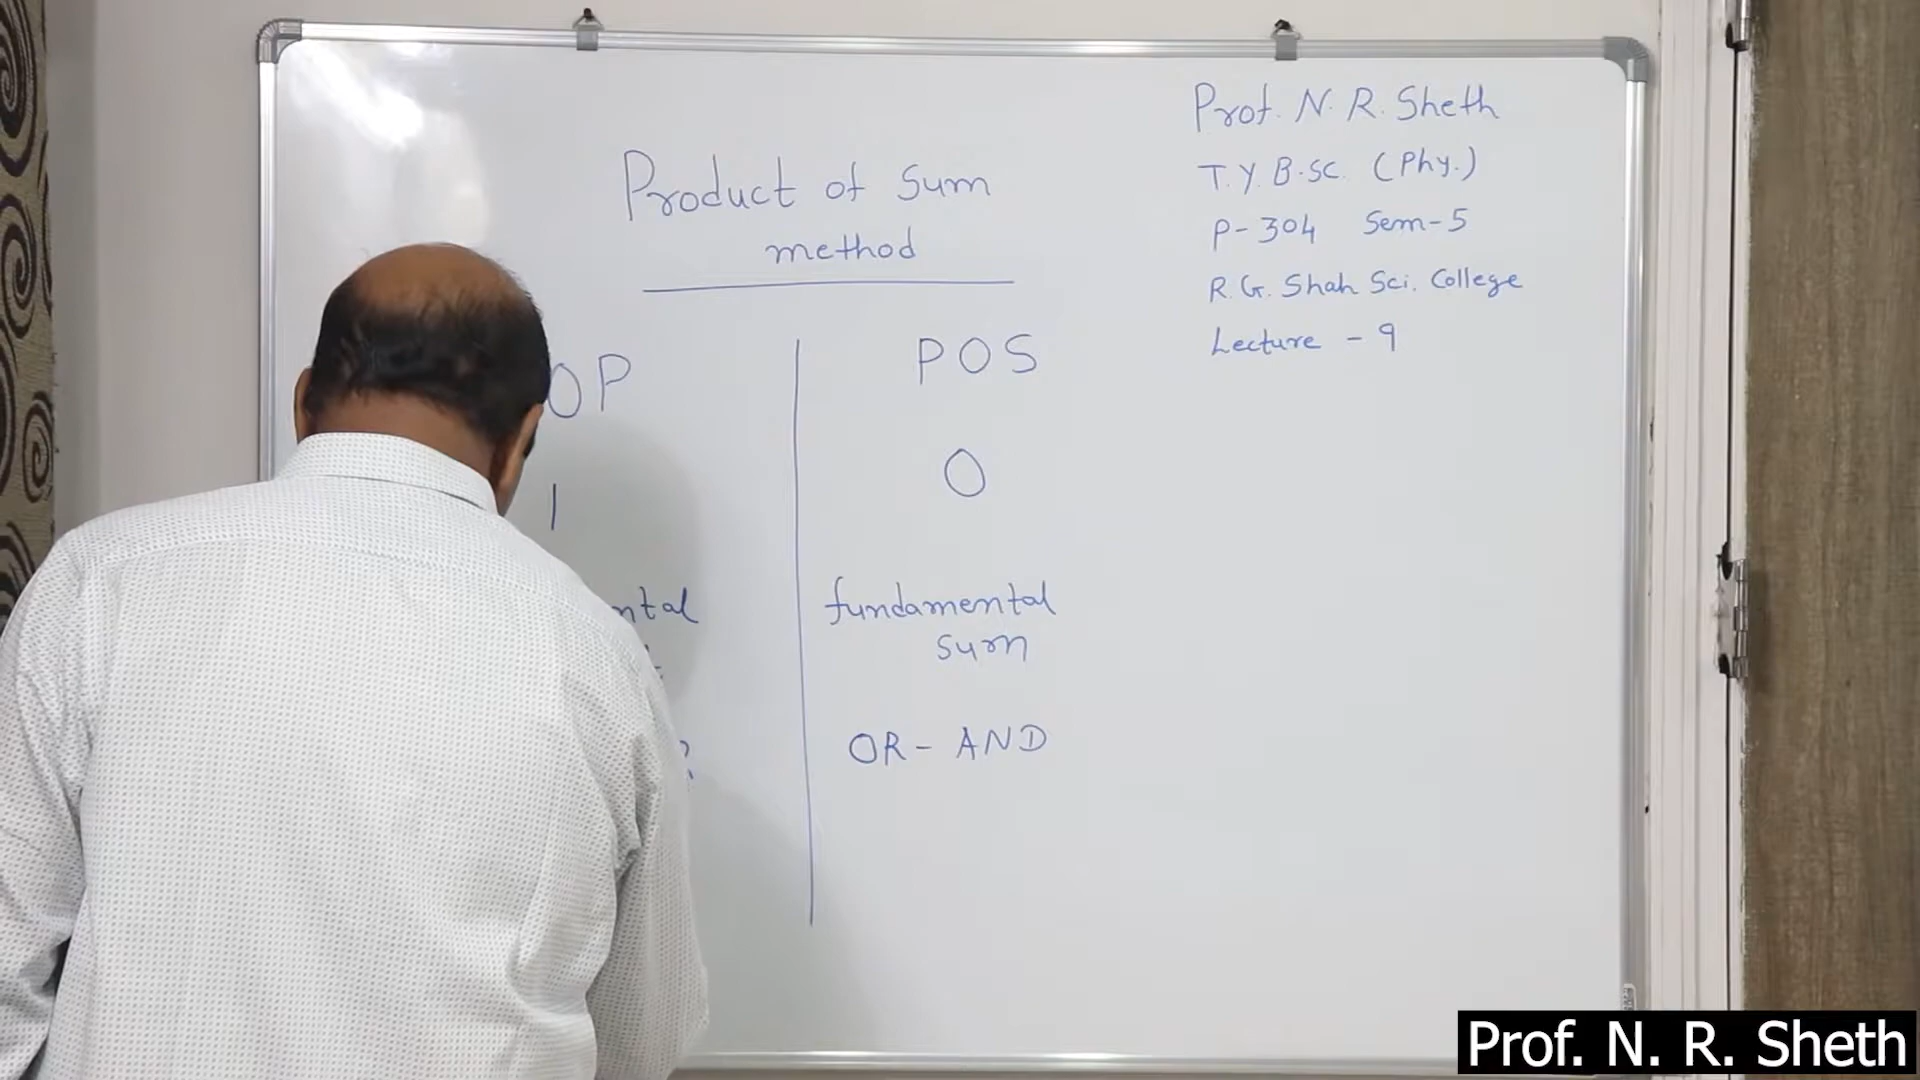 Prof. N. R. Sheth
T.Y. B.Sc. (Phy.)
P-304 Sem-5
R. G. Shah Sci. College
Lecture - 9
Product of Sum
method
OP
POS
1
0
fundamental
sum
OR - AND
Prof. N. R. Sheth